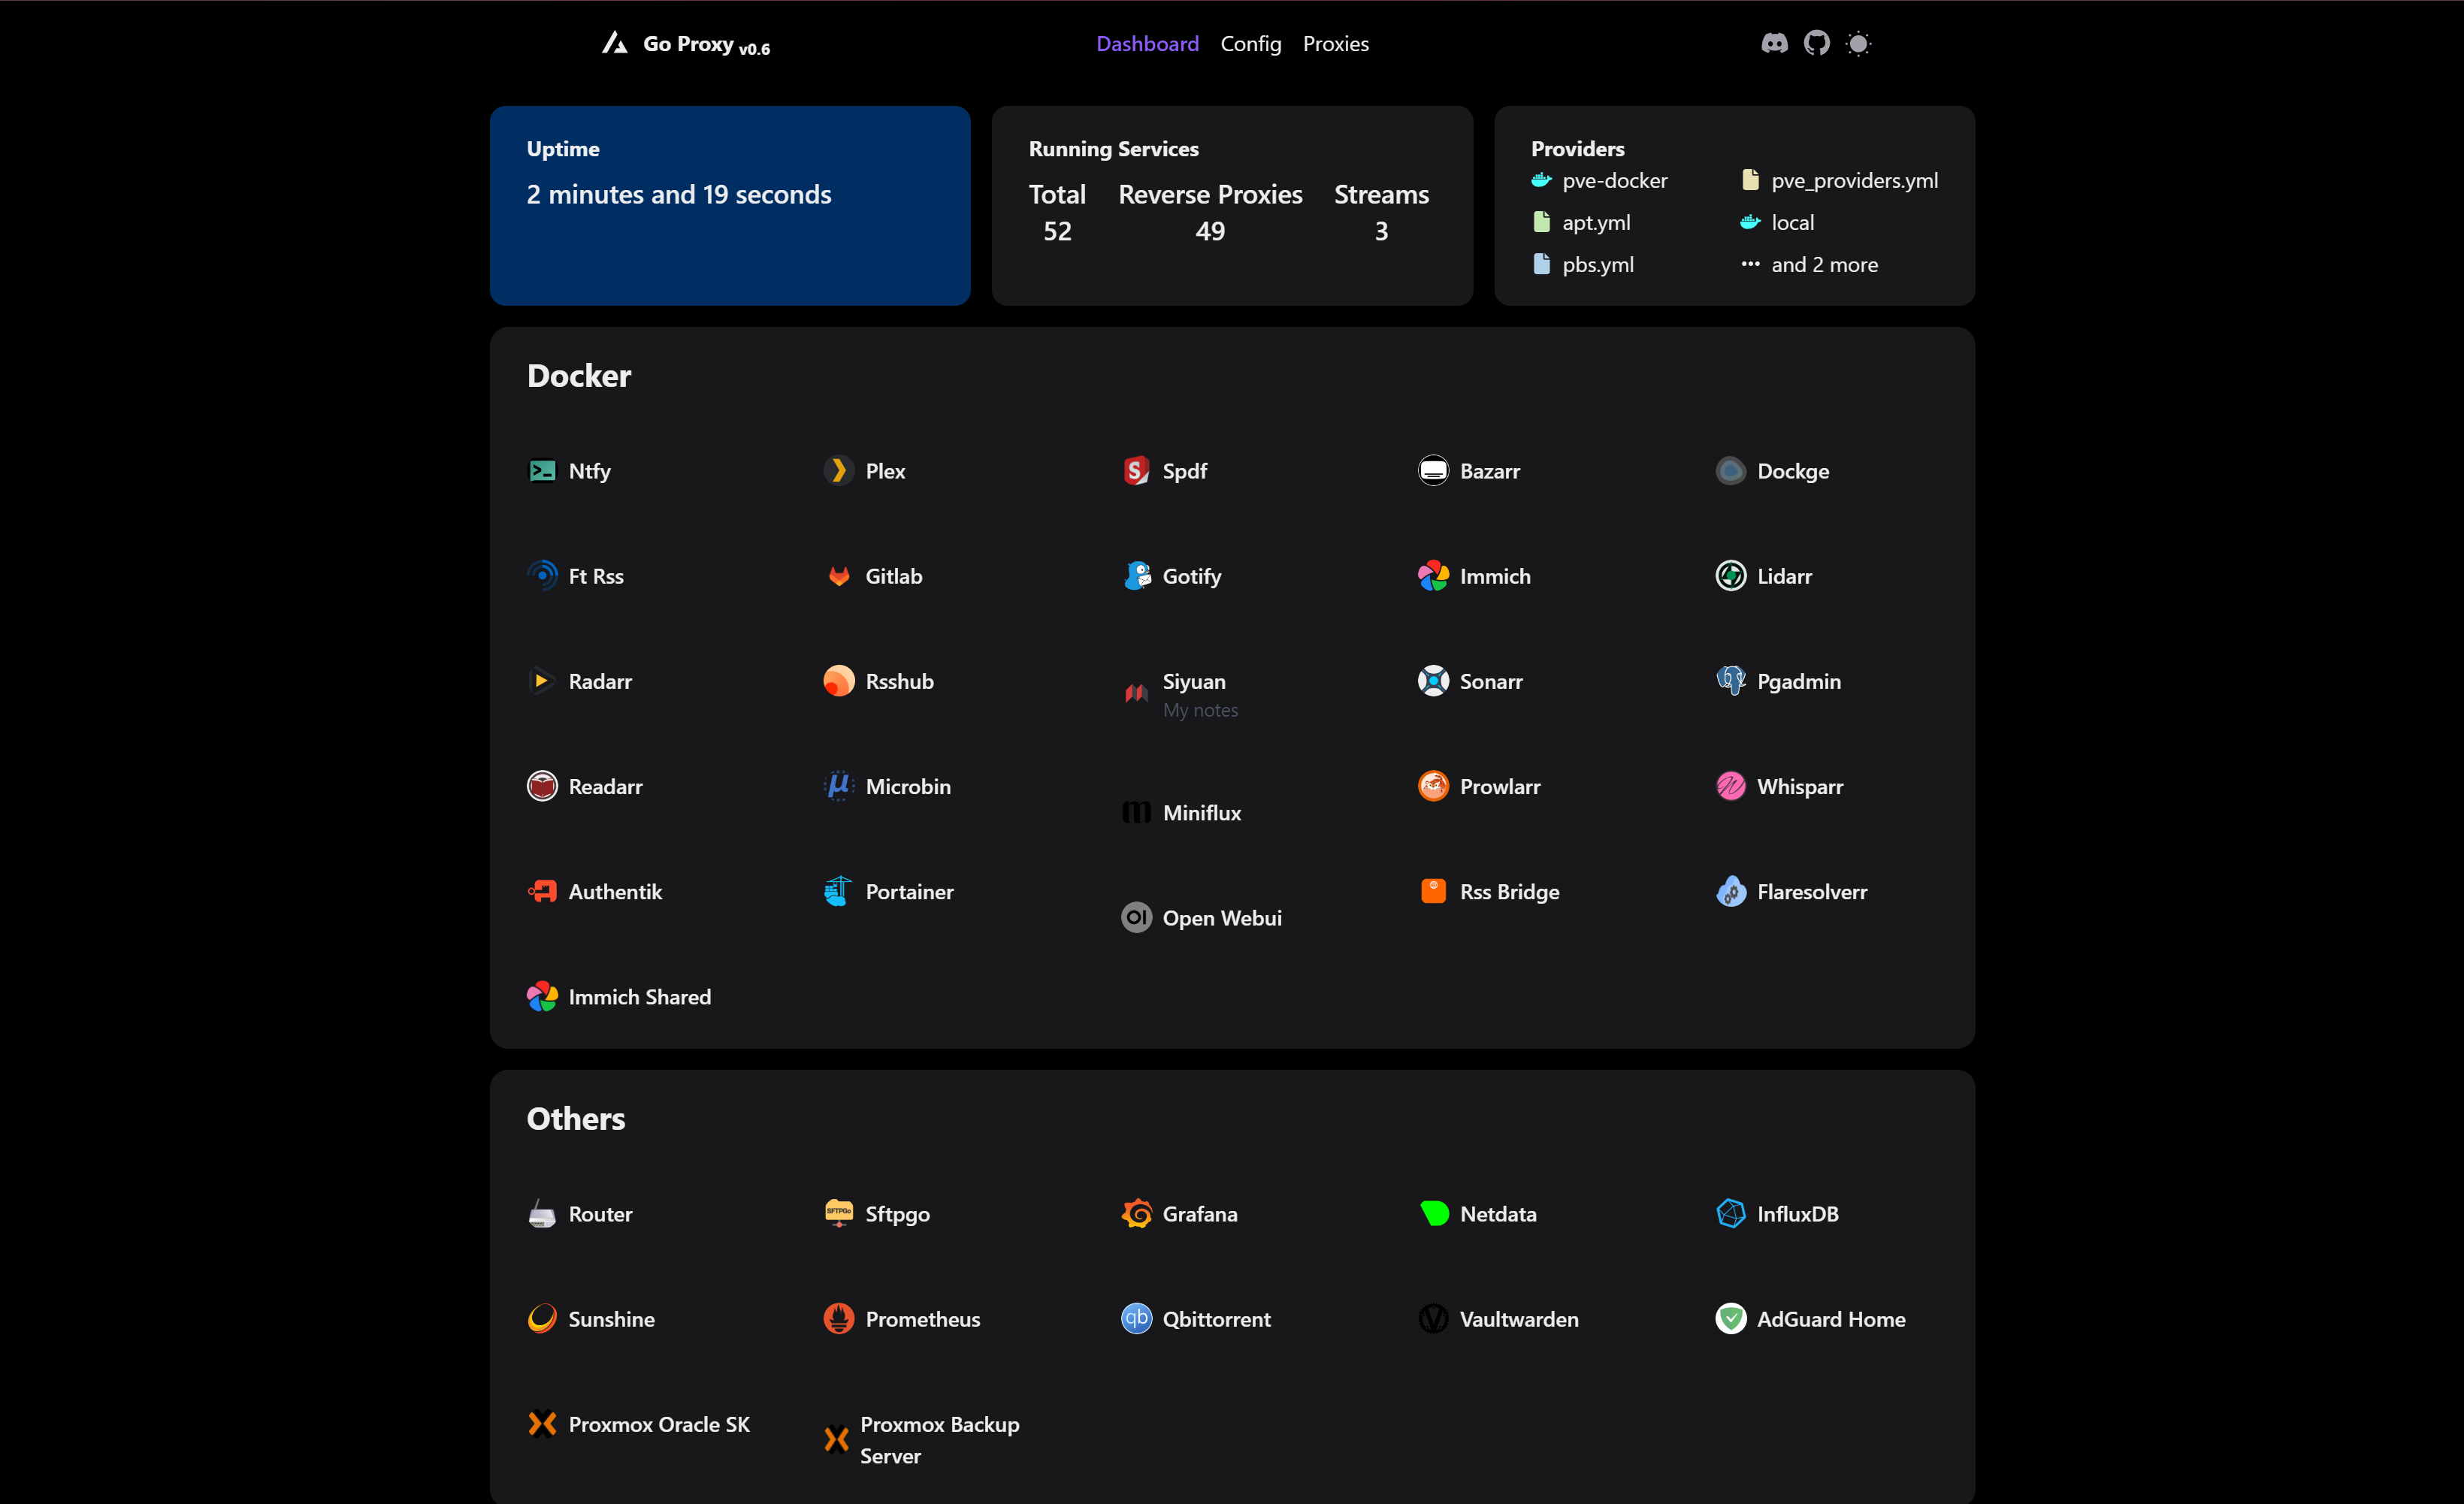 Go Proxy v0.6
Dashboard Config Proxies
Uptime
2 minutes and 19 seconds
Running Services
Total Reverse Proxies Streams
52 49 3
Providers
pve-docker pve_providers.yml
apt.yml local
pbs.yml and 2 more
Docker
Ntfy Plex Spdf Bazarr Dockge
Ft Rss Gitlab Gotify Immich Lidarr
Radarr Rsshub Siyuan Sonarr Pgadmin
My notes
Readarr Microbin Prowlarr Whisparr
Miniflux
Authentik Portainer Rss Bridge Flaresolverr
Open Webui
Immich Shared
Others
Router Sftpgo Grafana Netdata InfluxDB
Sunshine Prometheus Qbittorrent Vaultwarden AdGuard Home
Proxmox Oracle SK Proxmox Backup
Server